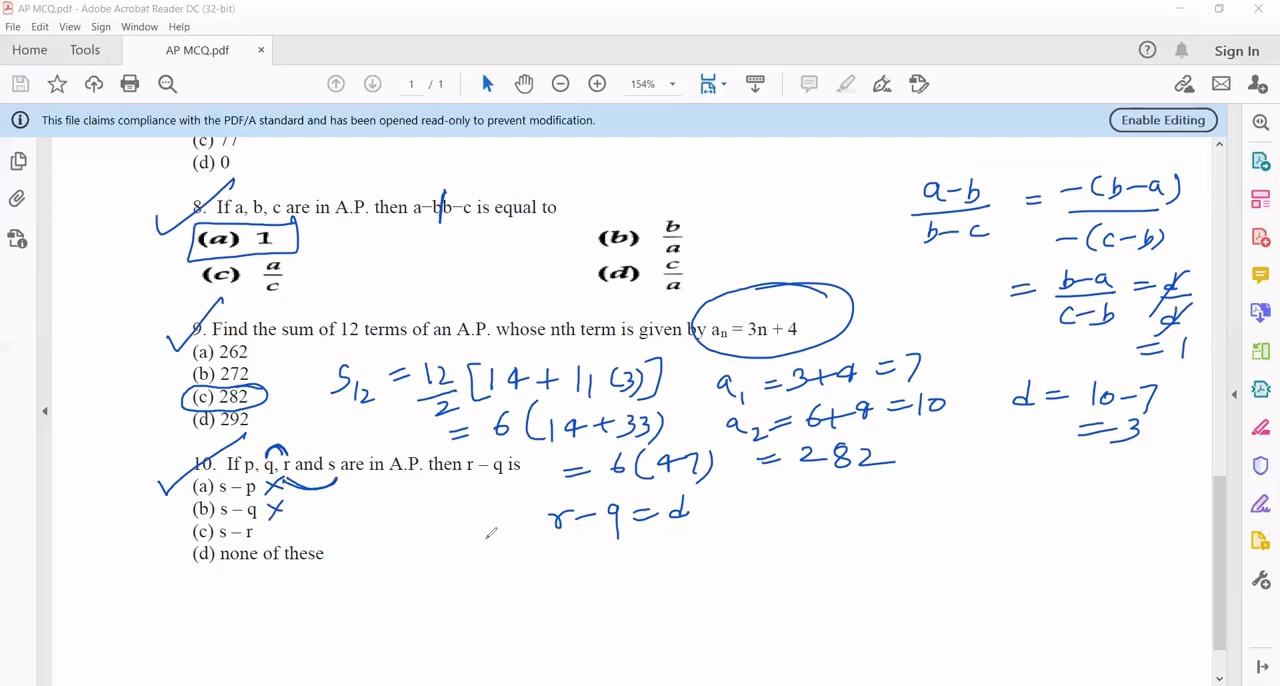 AP MCQ.pdf - Adobe Acrobat Reader DC (32-bit)
File Edit View Sign Window Help
Home Tools AP MCQ.pdf × Sign In
1 / 1 154%
This file claims compliance with the PDF/A standard and has been opened read-only to prevent modification. Enable Editing
(c) 77
(d) 0
8. If a, b, c are in A.P. then a−b/b−c is equal to
(a) 1 (b) b/a
(c) a/c (d) c/a
a-b / b-c = -(b-a) / -(c-b)
= b-a / c-b = d/d
= 1
9. Find the sum of 12 terms of an A.P. whose nth term is given by aₙ = 3n + 4
(a) 262
(b) 272
(c) 282
(d) 292
S₁₂ = 12/2 [14 + 11 (3)]
= 6 (14 + 33)
= 6 (47) = 282
a₁ = 3+4 = 7
a₂ = 6+4 = 10
d = 10-7
= 3
10. If p, q, r and s are in A.P. then r – q is
(a) s – p ×
(b) s – q ×
(c) s – r
(d) none of these
r - q = d